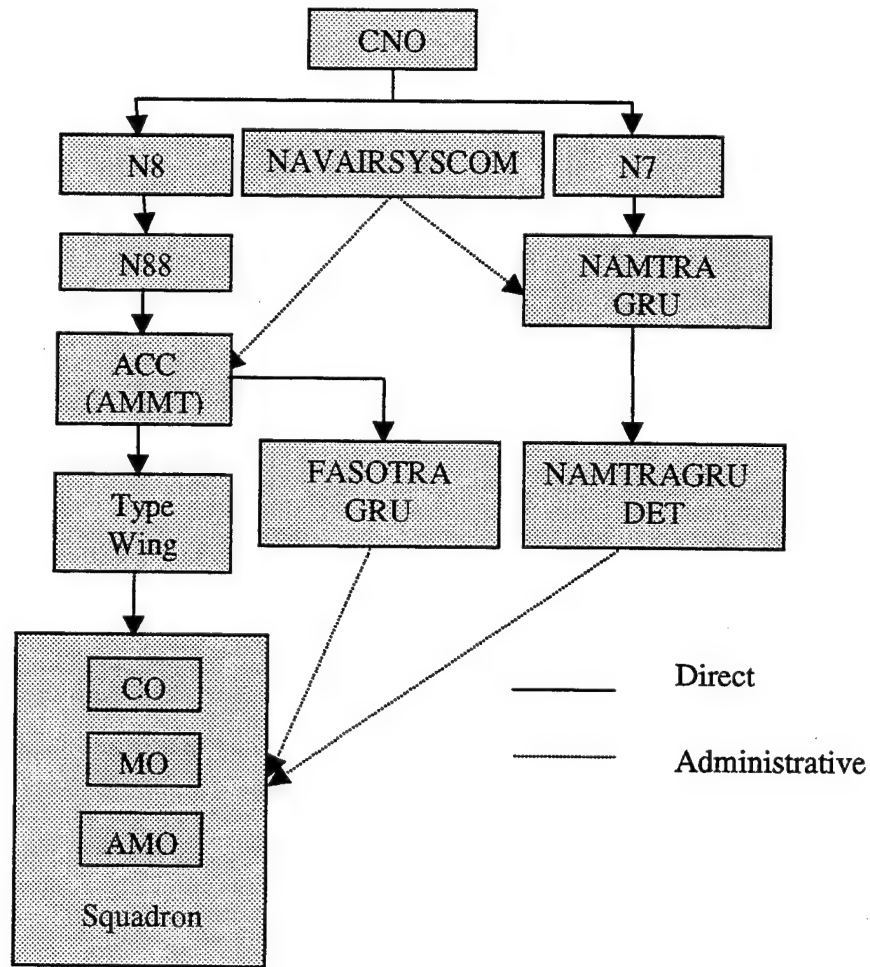 CNO
N8
NAVAIRSYSCOM
N7
N88
NAMTRA
GRU
ACC
(AMMT)
FASOTRA
GRU
NAMTRAGRU
DET
Type
Wing
CO
MO
AMO
Squadron
Direct
Administrative